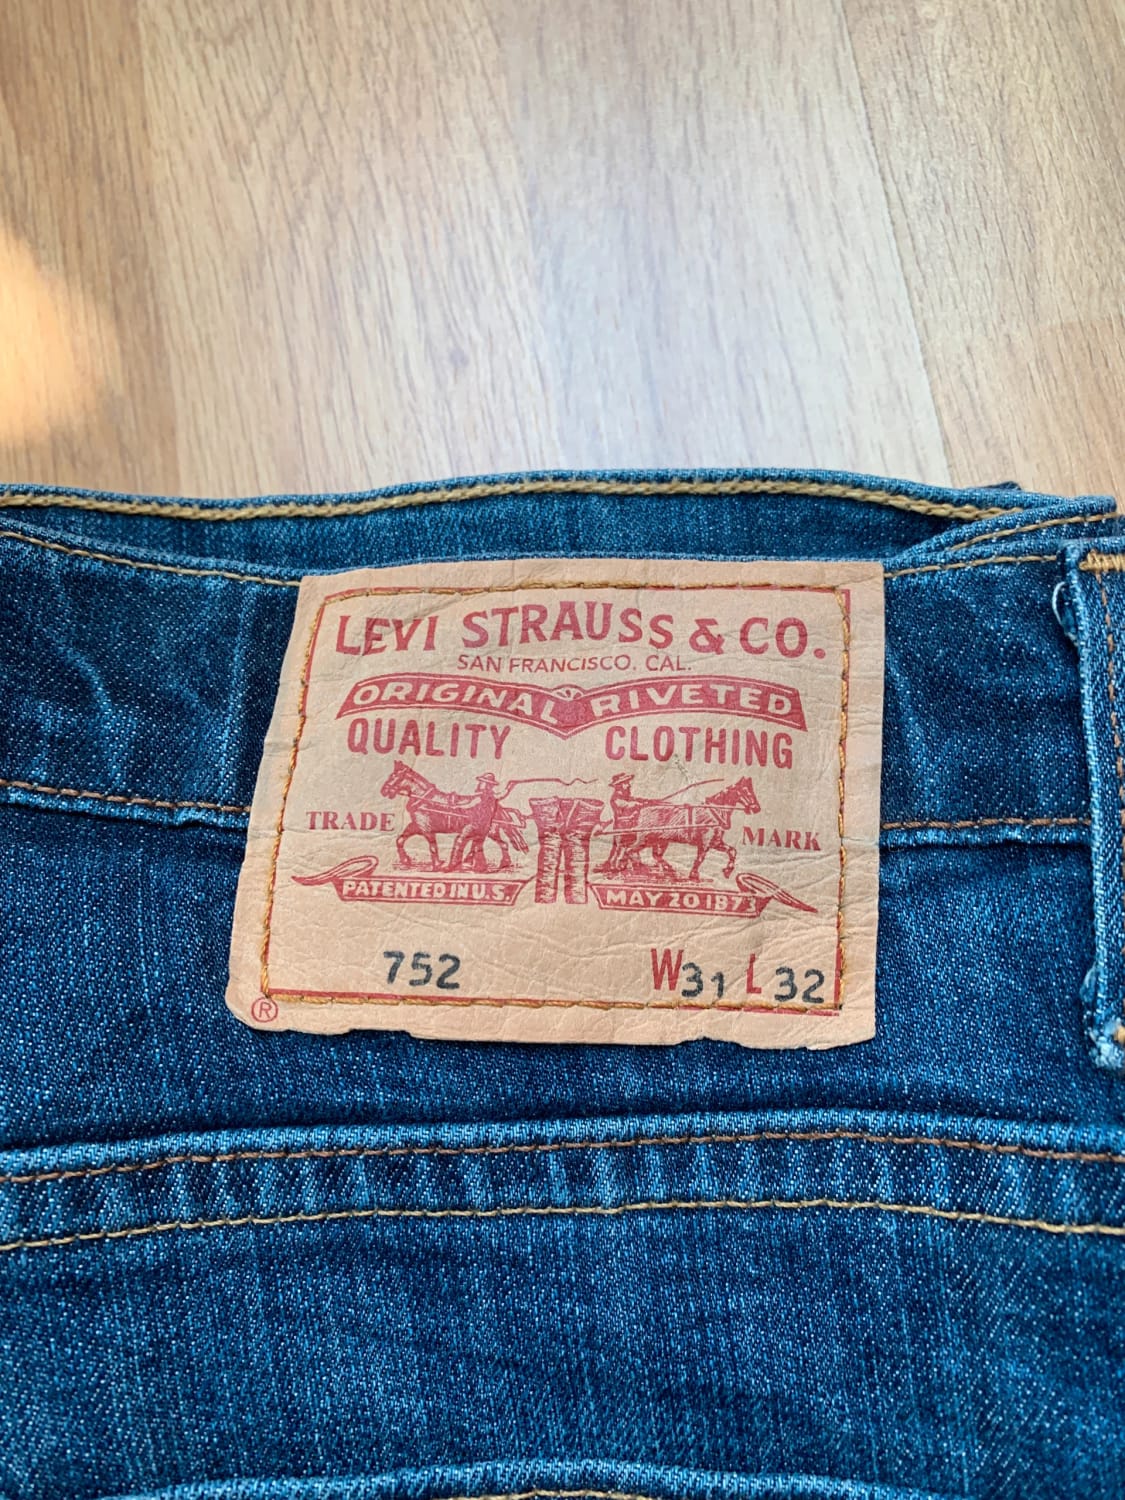 LEVI STRAUSS & CO.
SAN FRANCISCO, CAL.
ORIGINAL RIVETED
QUALITY CLOTHING
TRADE MARK
PATENTED IN U.S. MAY 20 1873
752 W31 L32
®